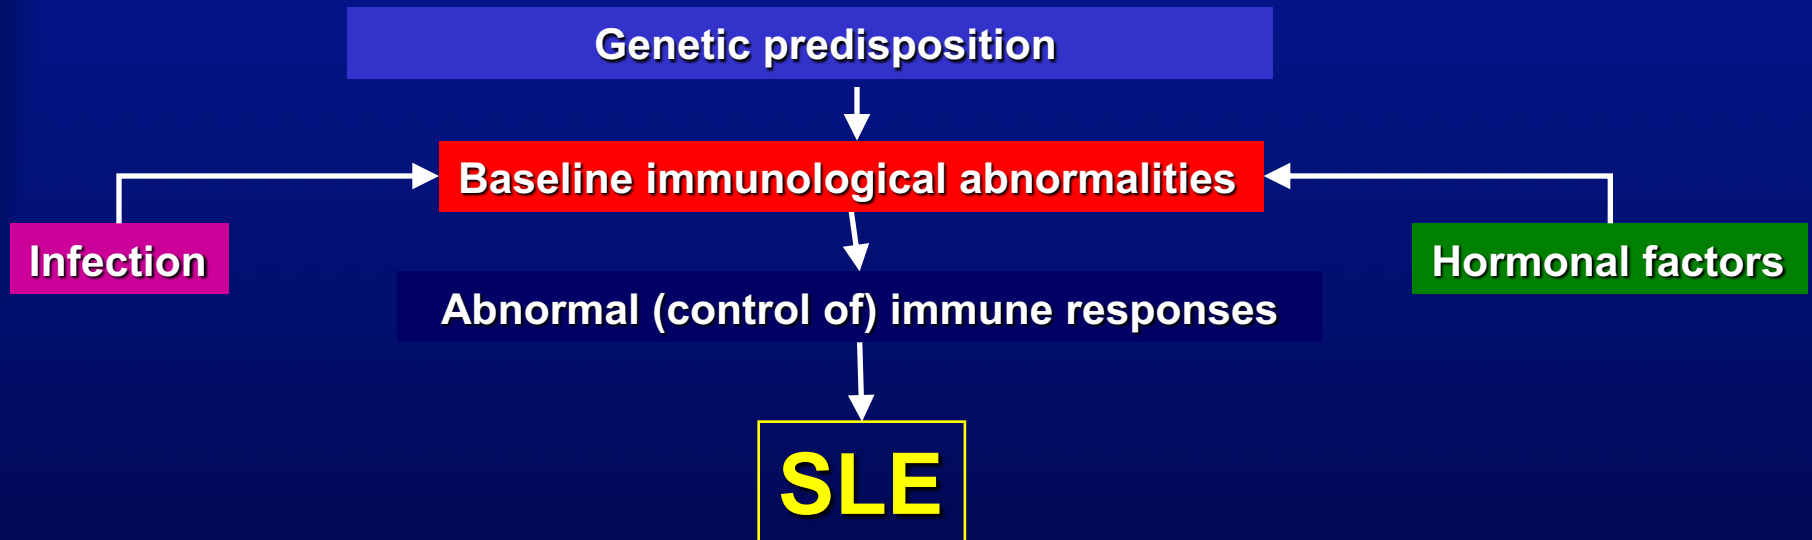 Genetic predisposition
Baseline immunological abnormalities
Infection
Hormonal factors
Abnormal (control of) immune responses
SLE